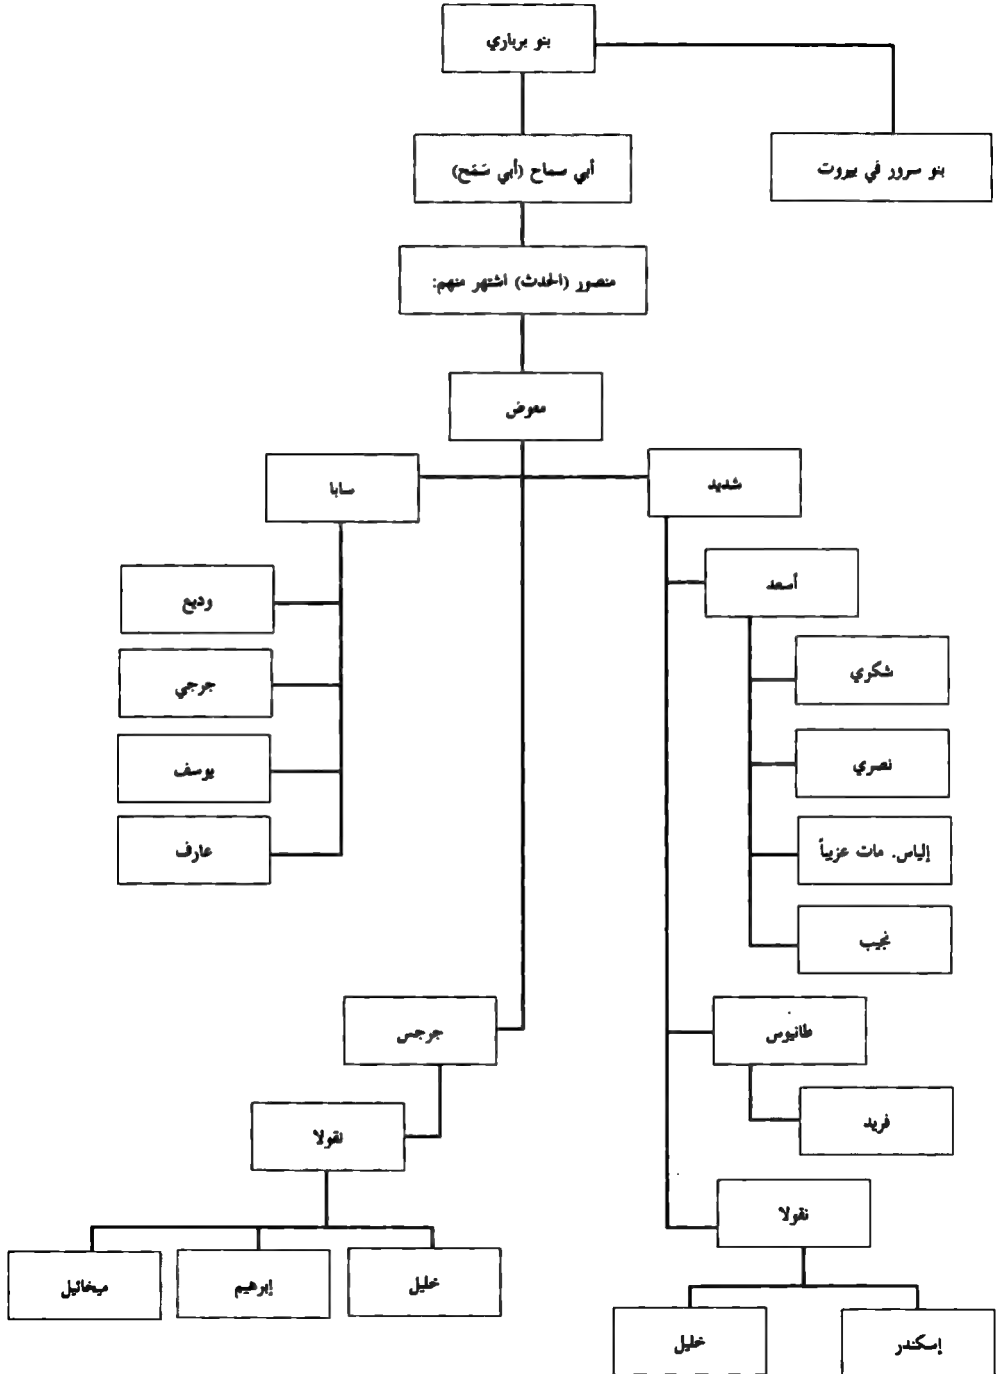 بنو برباري
بنو سرور في بيروت
أبي سماح (أبي سَمْح)
منصور (الحدث) اشتهر منهم:
معوض
شديد
سابا
أسعد
وديع
شكري
جرجي
نصري
يوسف
إلياس. مات عزيباً
عارف
نجيب
طانيوس
جرجس
فريد
نقولا
نقولا
خليل
إبرهيم
ميخائيل
إسكندر
خليل